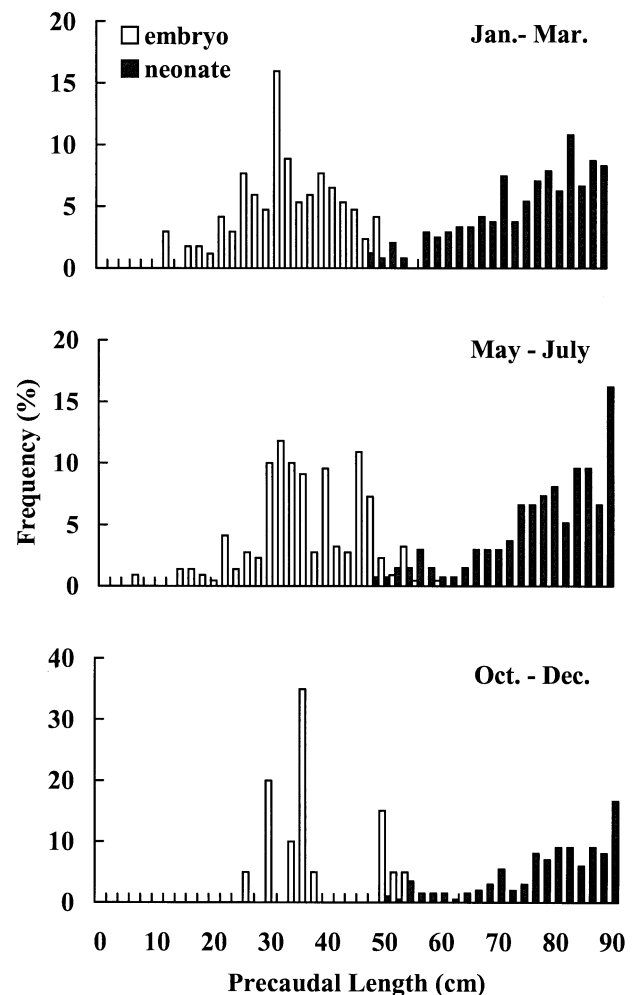 20
embryo
Jan.- Mar.
neonate
15
10
5
0
20
May - July
15
10
5
0
Frequency (%)
40
Oct. - Dec.
30
20
10
0
0 10 20 30 40 50 60 70 80 90
Precaudal Length (cm)